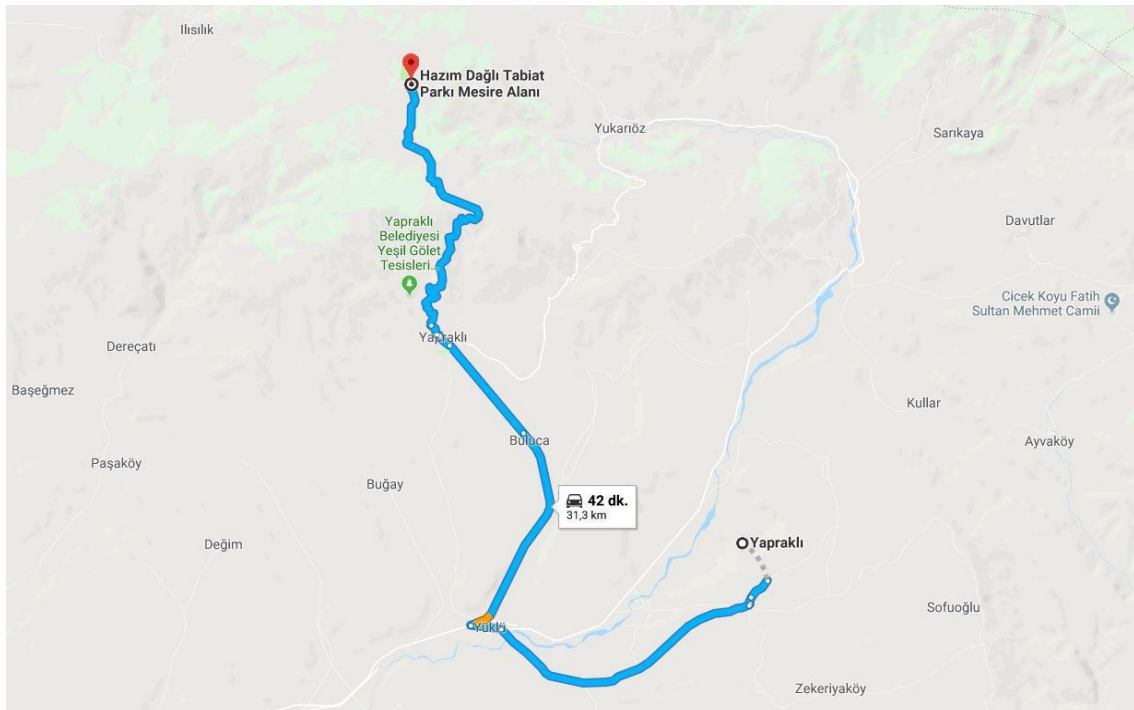 Ilısılık
Hazım Dağlı Tabiat
Parkı Mesire Alanı
Yukarıöz
Sarıkaya
Davutlar
Yapraklı
Belediyesi
Yeşil Gölet
Tesisleri...
Cicek Koyu Fatih
Sultan Mehmet Camii
Yapraklı
Dereçatı
Başeğmez
Kullar
Buluca
Ayvaköy
Paşaköy
Buğay
42 dk.
31,3 km
Değim
Yapraklı
Sofuoğlu
Yüklü
Zekeriyaköy